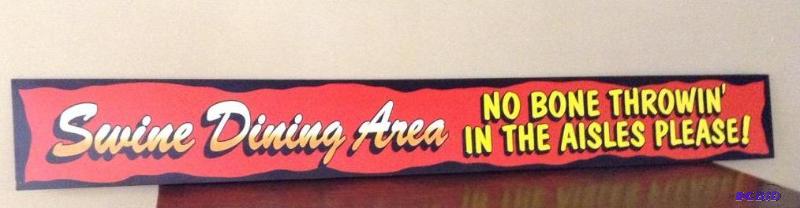 Swine Dining Area
NO BONE THROWIN'
IN THE AISLES PLEASE!